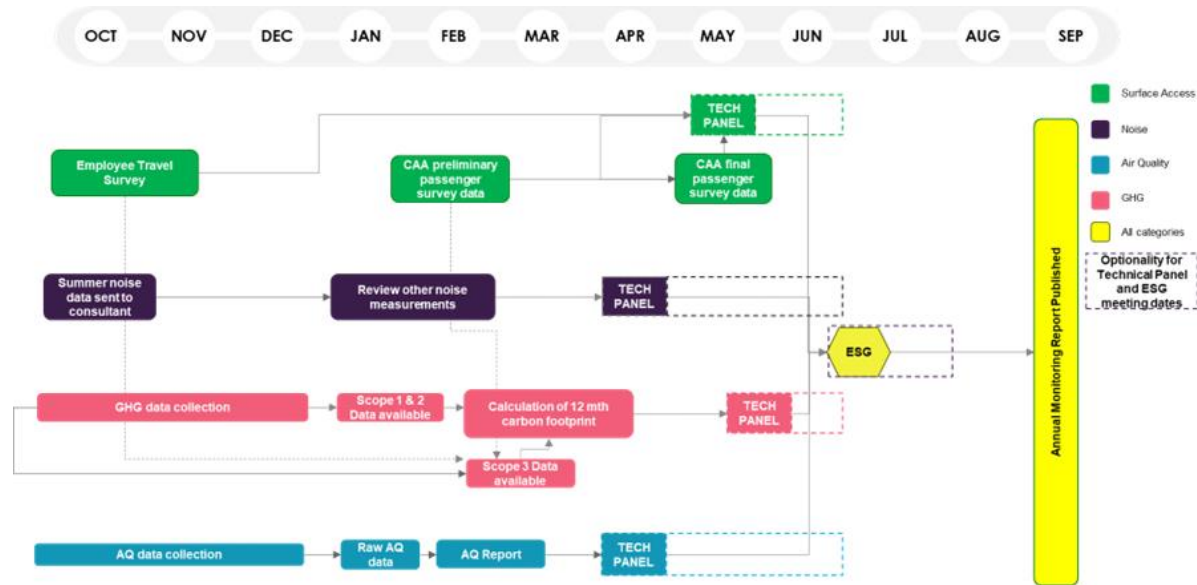 OCT NOV DEC JAN FEB MAR APR MAY JUN JUL AUG SEP
TECH
PANEL
Surface Access
Noise
Air Quality
GHG
All categories
Optionality for
Technical Panel
and ESG
meeting dates
Employee Travel
Survey
CAA preliminary
passenger
survey data
CAA final
passenger
survey data
Summer noise
data sent to
consultant
Review other noise
measurements
TECH
PANEL
ESG
Annual Monitoring Report Published
GHG data collection
Scope 1 & 2
Data available
Calculation of 12 mth
carbon footprint
TECH
PANEL
Scope 3 Data
available
AQ data collection
Raw AQ
data
AQ Report
TECH
PANEL